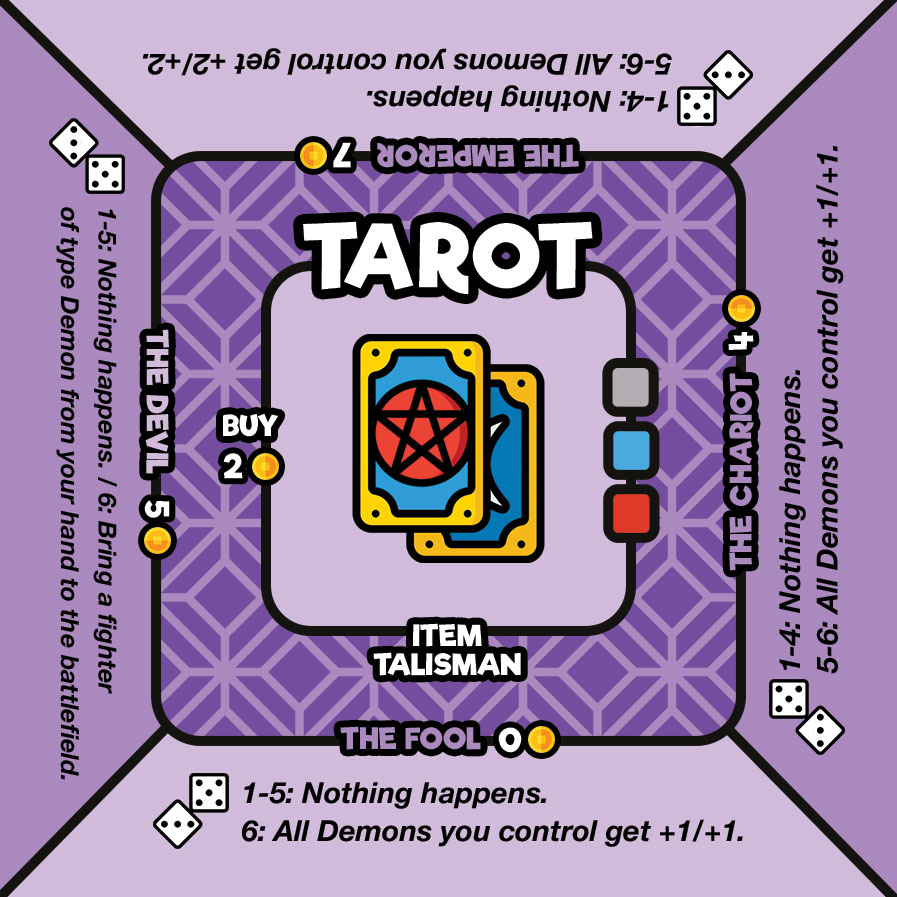 5-6: All Demons you control get +2/+2.
1-4: Nothing happens.
THE EMPEROR 7
TAROT
BUY
2
ITEM
TALISMAN
THE DEVIL 5
1-5: Nothing happens. / 6: Bring a fighter
of type Demon from your hand to the battlefield.
THE CHARIOT 4
1-4: Nothing happens.
5-6: All Demons you control get +1/+1.
THE FOOL 0
1-5: Nothing happens.
6: All Demons you control get +1/+1.